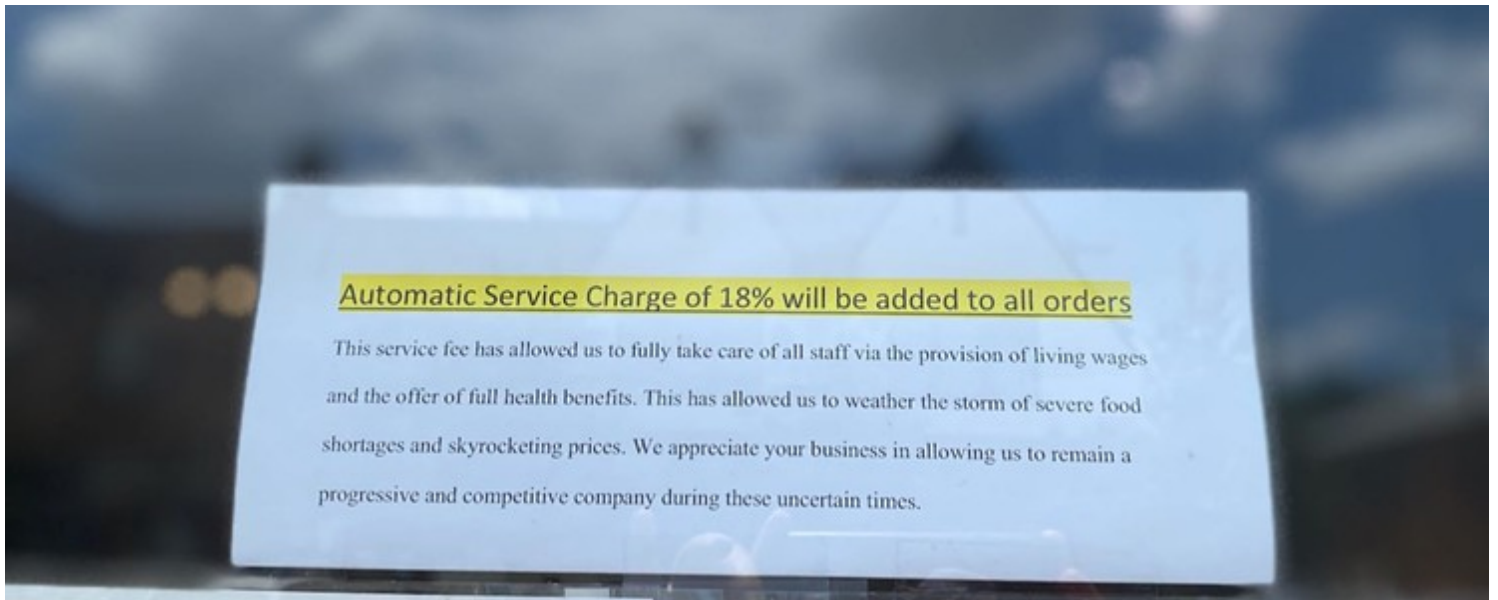 Automatic Service Charge of 18% will be added to all orders
This service fee has allowed us to fully take care of all staff via the provision of living wages
and the offer of full health benefits. This has allowed us to weather the storm of severe food
shortages and skyrocketing prices. We appreciate your business in allowing us to remain a
progressive and competitive company during these uncertain times.